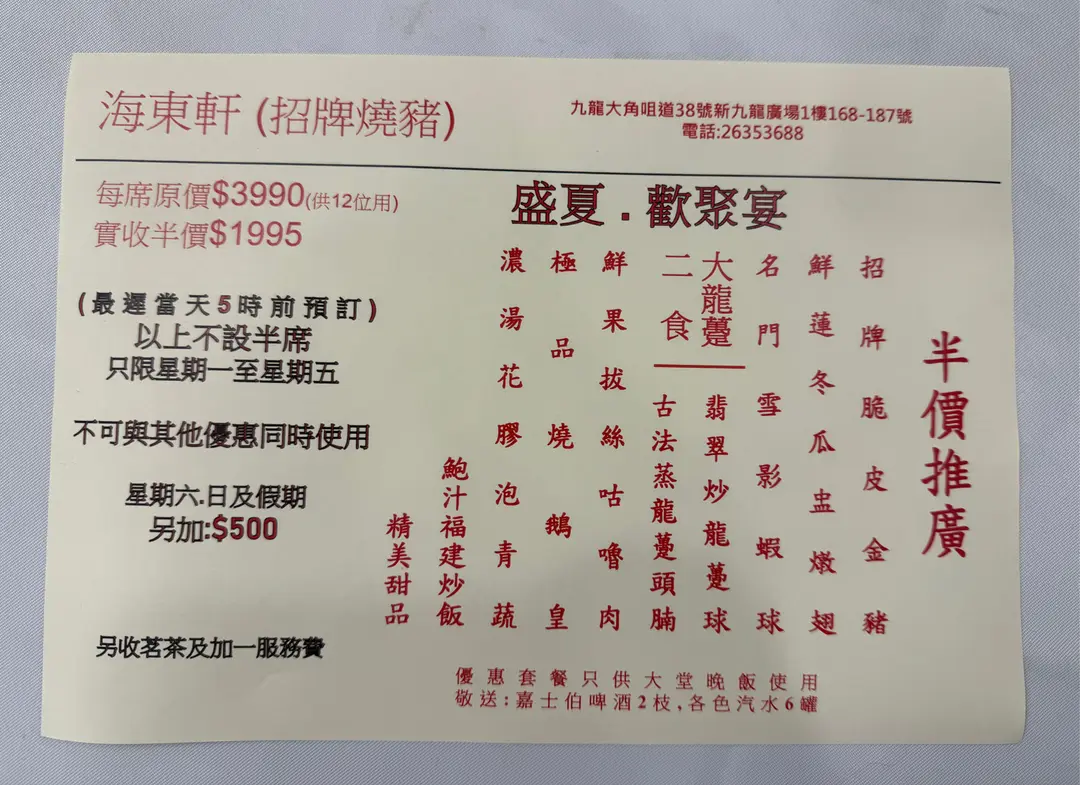 海東軒 (招牌燒豬)
九龍大角咀道38號新九龍廣場1樓168-187號
電話:26353688
每席原價$3990(供12位用)
實收半價$1995
(最遲當天5時前預訂)
以上不設半席
只限星期一至星期五
不可與其他優惠同時使用
星期六.日及假期
另加:$500
另收茗茶及加一服務費
盛夏.歡聚宴
半價推廣
招牌脆皮金豬
鮮蓮冬瓜盅燉翅
名門雪影蝦球
大龍躉
二食
翡翠炒龍躉球
古法蒸龍躉頭腩
鮮果拔絲咕嚕肉
極品燒鵝皇
濃湯花膠泡青蔬
鮑汁福建炒飯
精美甜品
優惠套餐只供大堂晚飯使用
敬送:嘉士伯啤酒2枝,各色汽水6罐